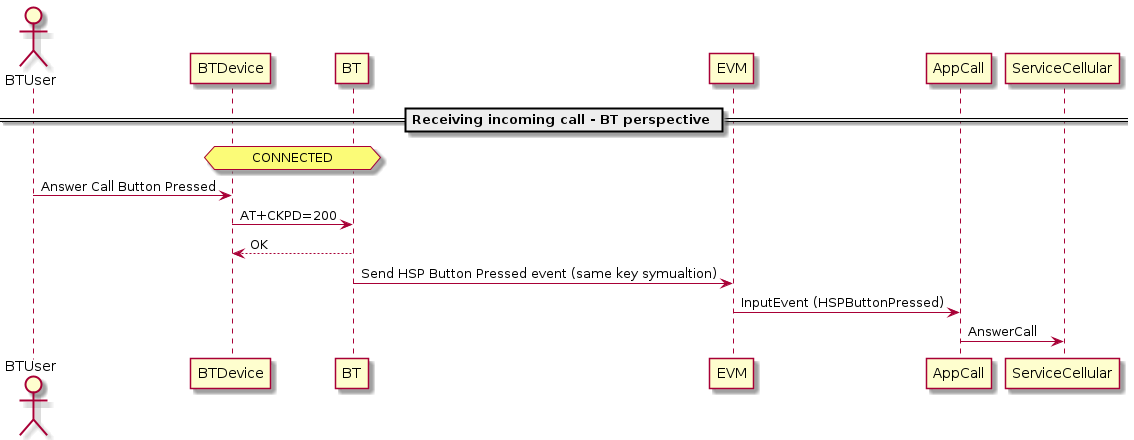 BTUser
BTDevice
BT
EVM
AppCall
ServiceCellular
Receiving incoming call - BT perspective
CONNECTED
Answer Call Button Pressed
AT+CKPD=200
OK
Send HSP Button Pressed event (same key symualtion)
InputEvent (HSPButtonPressed)
AnswerCall
BTUser
BTDevice
BT
EVM
AppCall
ServiceCellular